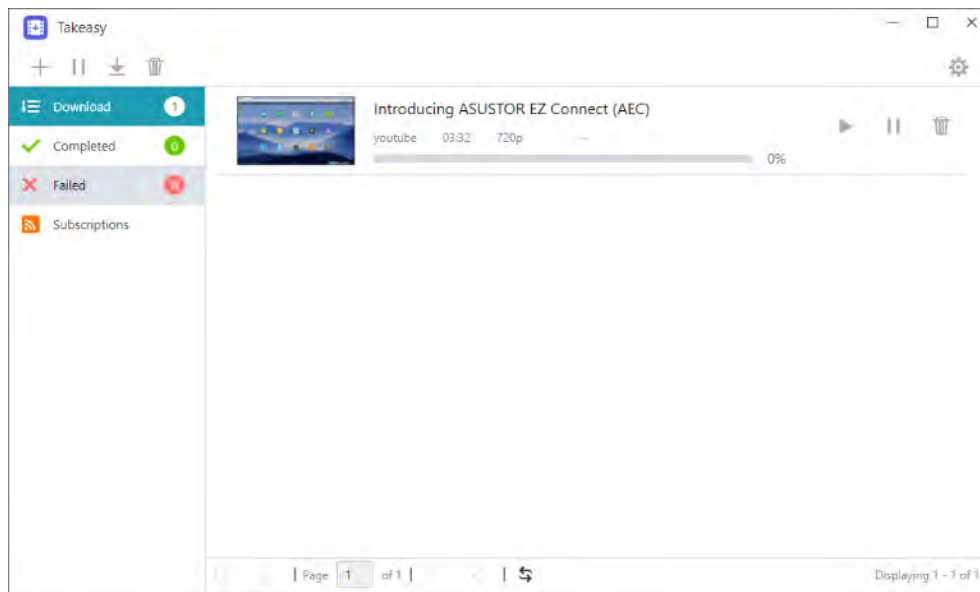 Takeasy
Download 1
Completed 0
Failed
Subscriptions
Introducing ASUSTOR EZ Connect (AEC)
youtube 03:32 720p --
0%
Page 1 of 1
Displaying 1 - 1 of 1